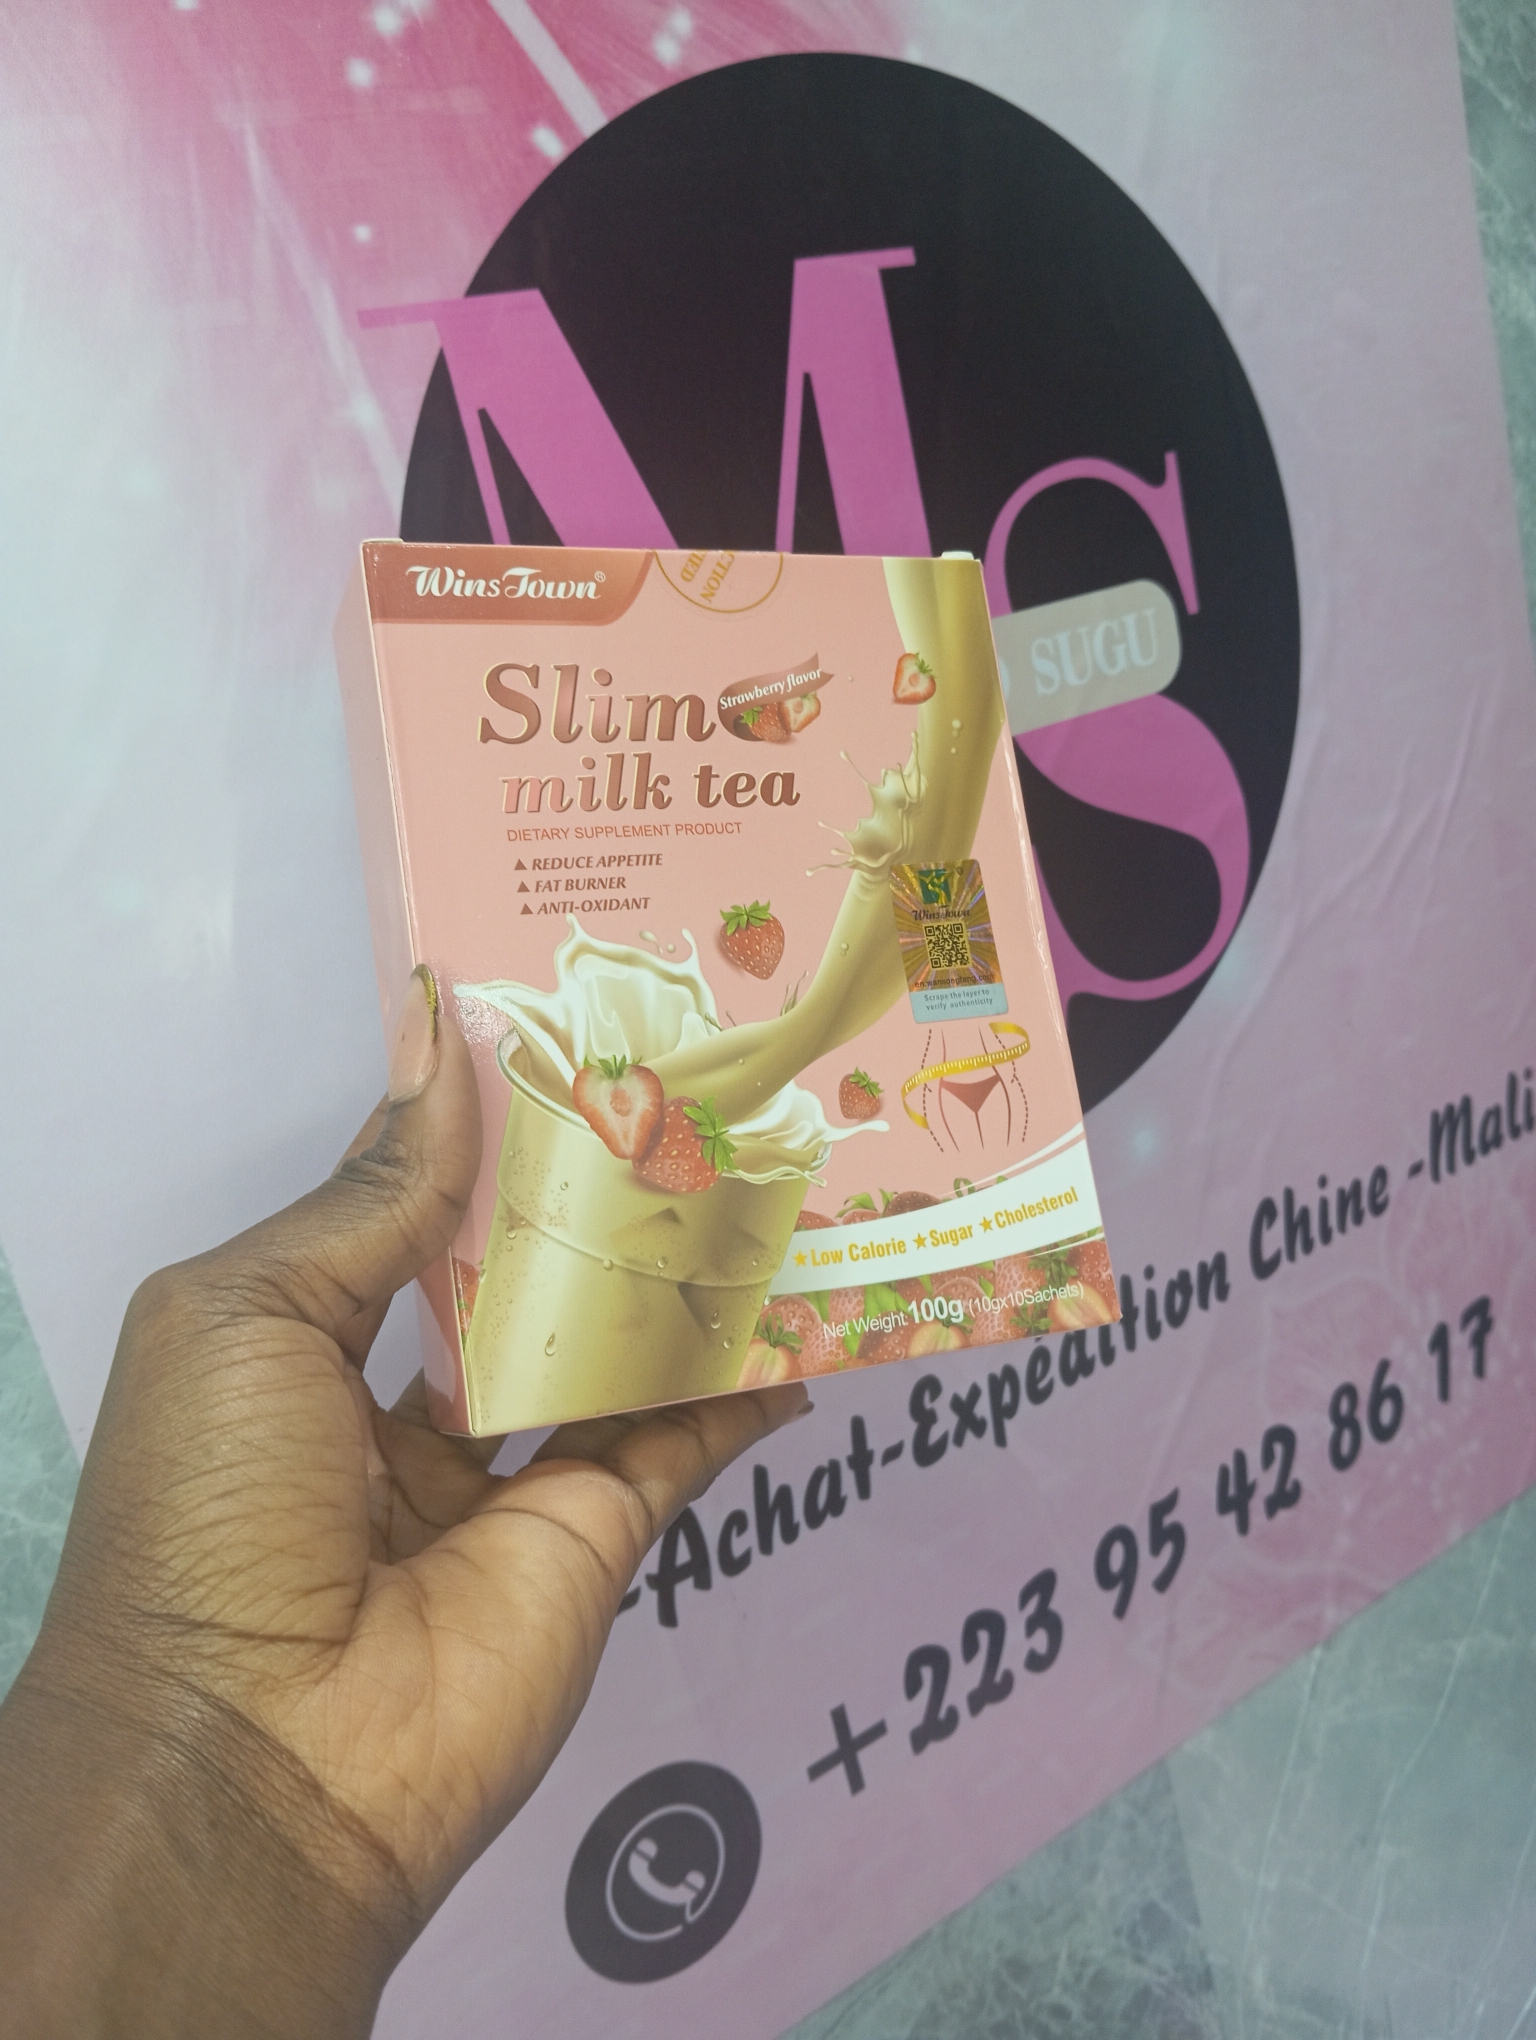 MS
SUGU
Wins Town®
Slim
Strawberry flavor
milk tea
DIETARY SUPPLEMENT PRODUCT
▲ REDUCE APPETITE
▲ FAT BURNER
▲ ANTI-OXIDANT
Wins Town
Scrape the layer to
verify authenticity
★Low Calorie ★Sugar ★Cholesterol
Net Weight:100g (10gx10Sachets)
-Achat-Expédition Chine -Mali
+223 95 42 86 17